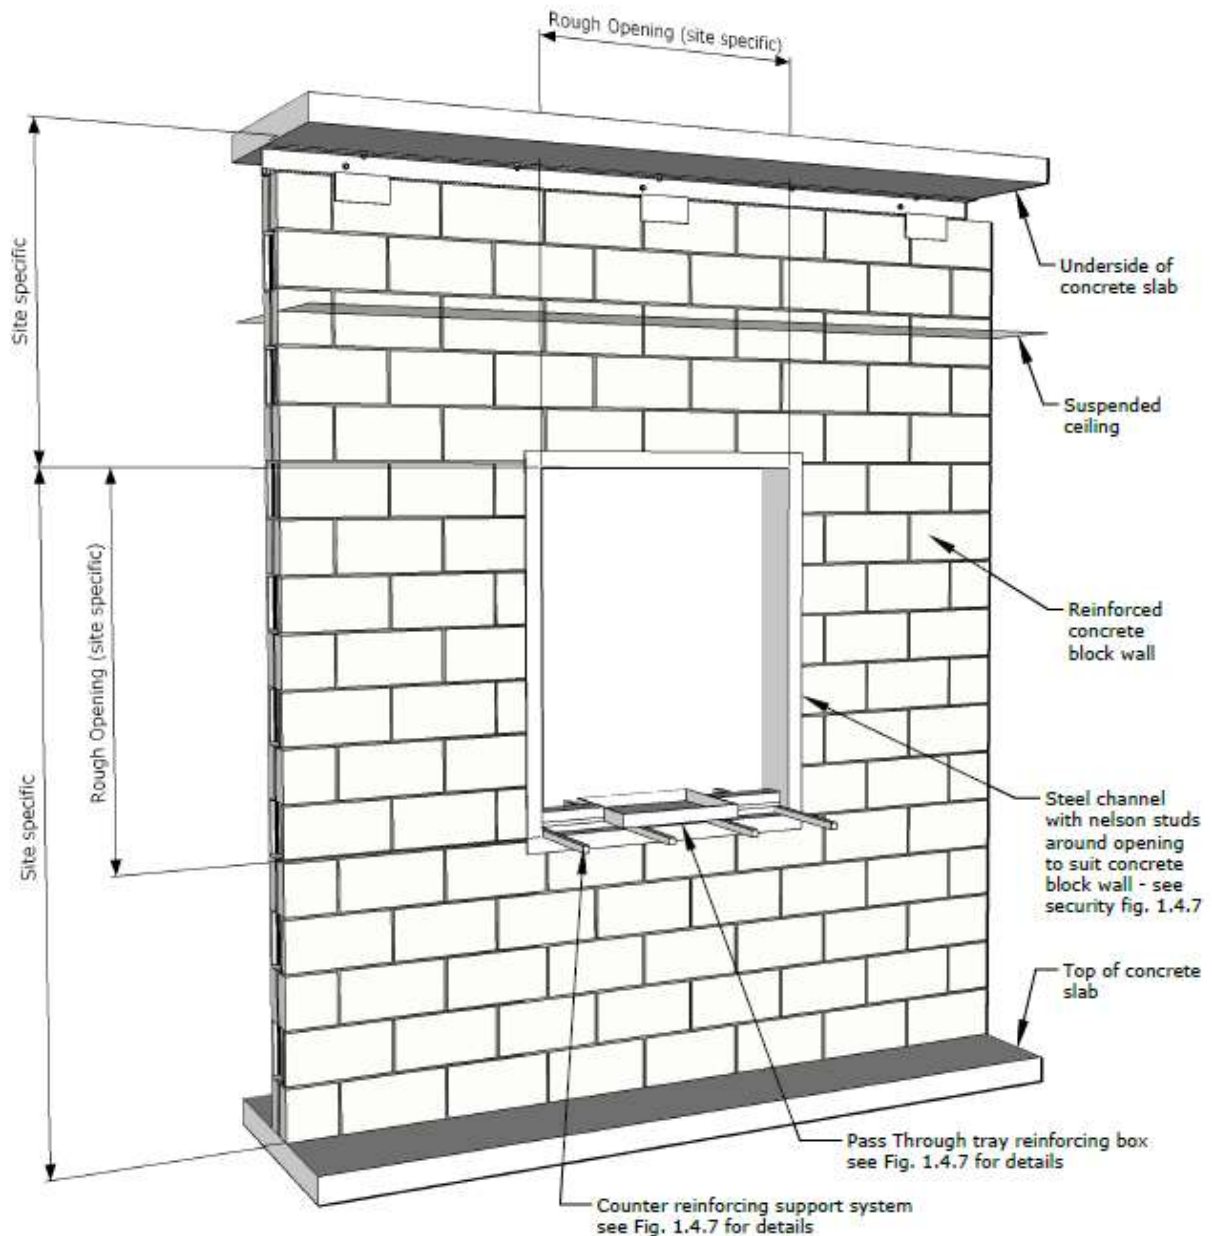 Rough Opening (site specific)
Site specific
Underside of
concrete slab
Suspended
ceiling
Rough Opening (site specific)
Reinforced
concrete
block wall
Site specific
Steel channel
with nelson studs
around opening
to suit concrete
block wall - see
security fig. 1.4.7
Top of concrete
slab
Pass Through tray reinforcing box
see Fig. 1.4.7 for details
Counter reinforcing support system
see Fig. 1.4.7 for details